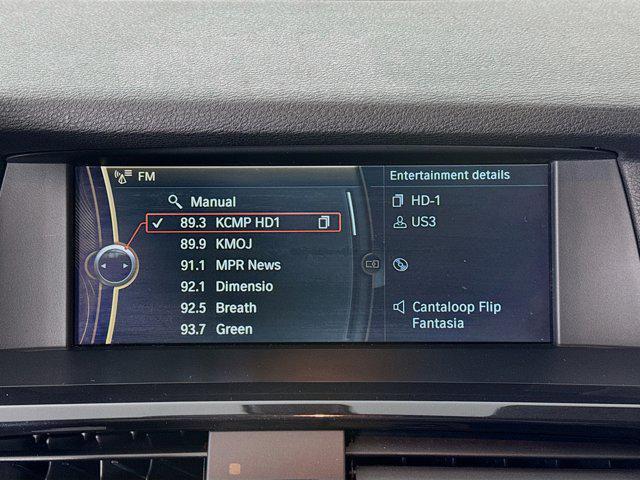 FM
Manual
89.3 KCMP HD1
89.9 KMOJ
91.1 MPR News
92.1 Dimensio
92.5 Breath
93.7 Green
Entertainment details
HD-1
US3
Cantaloop Flip
Fantasia